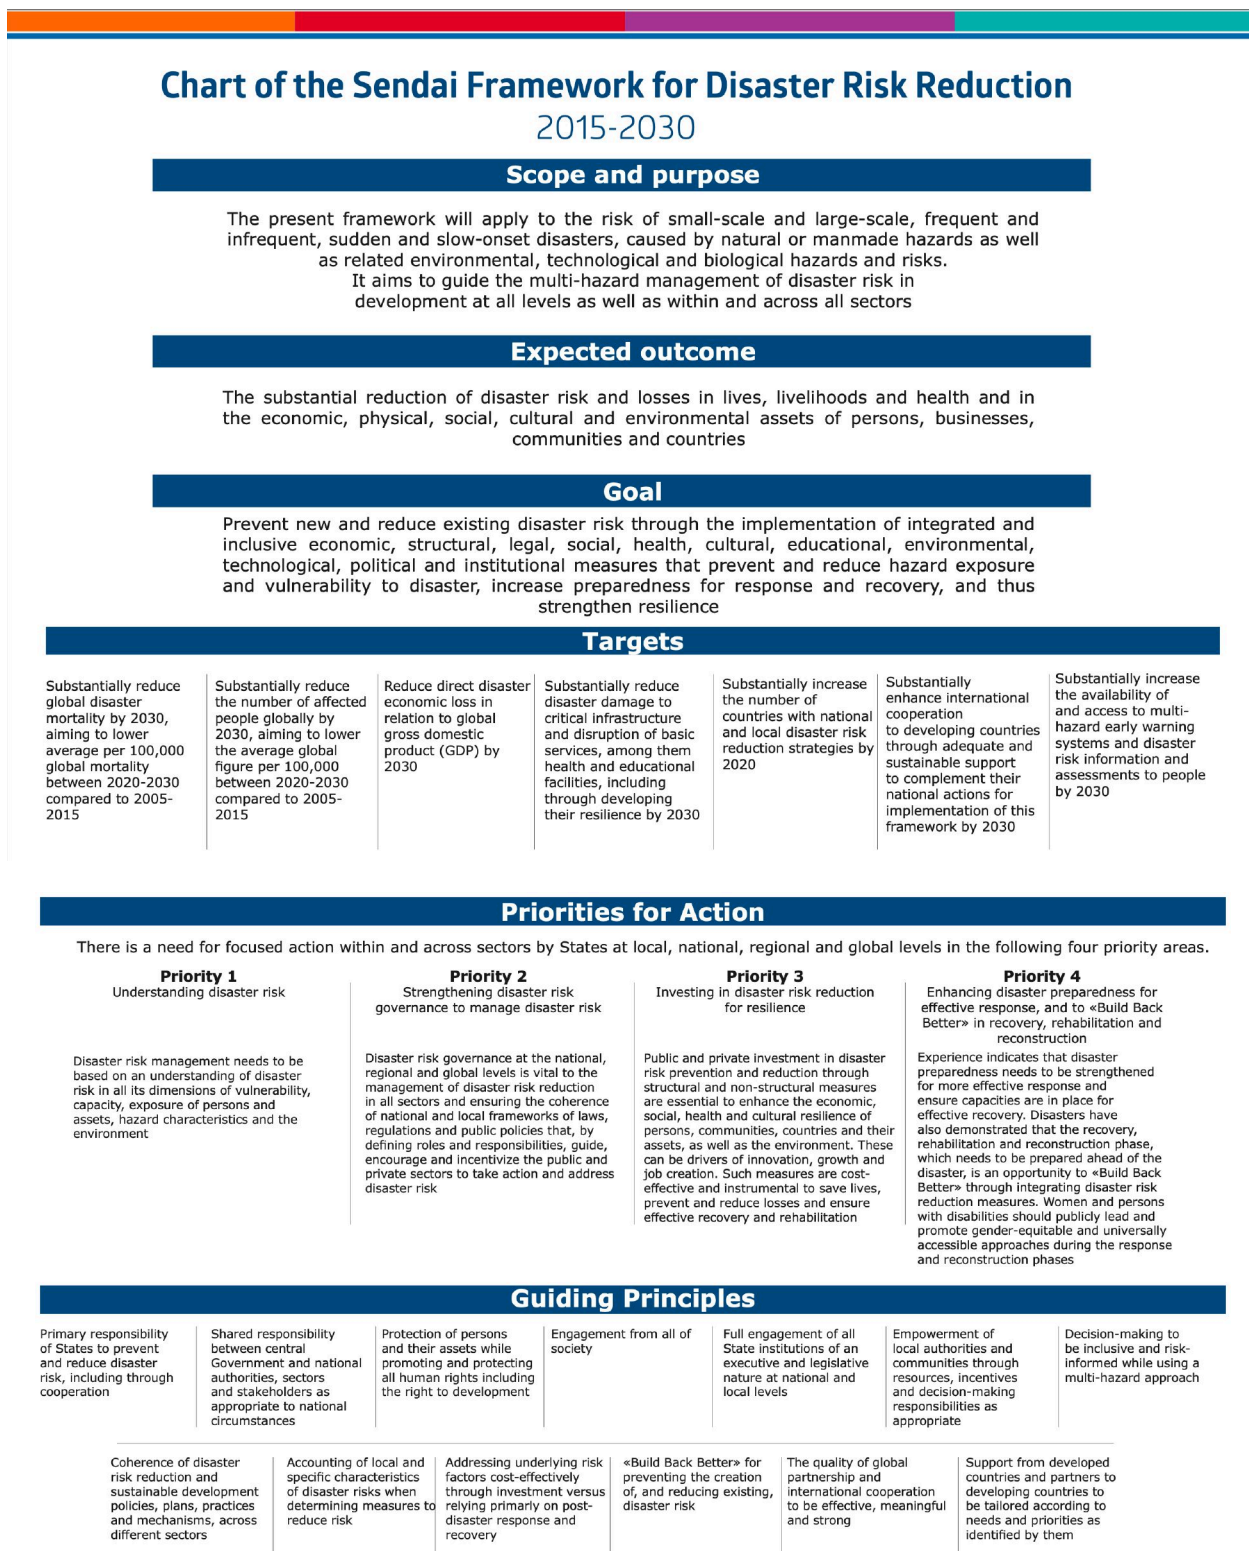 Chart of the Sendai Framework for Disaster Risk Reduction
2015-2030
Scope and purpose
The present framework will apply to the risk of small-scale and large-scale, frequent and
infrequent, sudden and slow-onset disasters, caused by natural or manmade hazards as well
as related environmental, technological and biological hazards and risks.
It aims to guide the multi-hazard management of disaster risk in
development at all levels as well as within and across all sectors
Expected outcome
The substantial reduction of disaster risk and losses in lives, livelihoods and health and in
the economic, physical, social, cultural and environmental assets of persons, businesses,
communities and countries
Goal
Prevent new and reduce existing disaster risk through the implementation of integrated and
inclusive economic, structural, legal, social, health, cultural, educational, environmental,
technological, political and institutional measures that prevent and reduce hazard exposure
and vulnerability to disaster, increase preparedness for response and recovery, and thus
strengthen resilience
Targets
Substantially reduce
global disaster
mortality by 2030,
aiming to lower
average per 100,000
global mortality
between 2020-2030
compared to 2005-
2015
Substantially reduce
the number of affected
people globally by
2030, aiming to lower
the average global
figure per 100,000
between 2020-2030
compared to 2005-
2015
Reduce direct disaster
economic loss in
relation to global
gross domestic
product (GDP) by
2030
Substantially reduce
disaster damage to
critical infrastructure
and disruption of basic
services, among them
health and educational
facilities, including
through developing
their resilience by 2030
Substantially increase
the number of
countries with national
and local disaster risk
reduction strategies by
2020
Substantially
enhance international
cooperation
to developing countries
through adequate and
sustainable support
to complement their
national actions for
implementation of this
framework by 2030
Substantially increase
the availability of
and access to multi-
hazard early warning
systems and disaster
risk information and
assessments to people
by 2030
Priorities for Action
There is a need for focused action within and across sectors by States at local, national, regional and global levels in the following four priority areas.
Priority 1
Understanding disaster risk
Disaster risk management needs to be
based on an understanding of disaster
risk in all its dimensions of vulnerability,
capacity, exposure of persons and
assets, hazard characteristics and the
environment
Priority 2
Strengthening disaster risk
governance to manage disaster risk
Disaster risk governance at the national,
regional and global levels is vital to the
management of disaster risk reduction
in all sectors and ensuring the coherence
of national and local frameworks of laws,
regulations and public policies that, by
defining roles and responsibilities, guide,
encourage and incentivize the public and
private sectors to take action and address
disaster risk
Priority 3
Investing in disaster risk reduction
for resilience
Public and private investment in disaster
risk prevention and reduction through
structural and non-structural measures
are essential to enhance the economic,
social, health and cultural resilience of
persons, communities, countries and their
assets, as well as the environment. These
can be drivers of innovation, growth and
job creation. Such measures are cost-
effective and instrumental to save lives,
prevent and reduce losses and ensure
effective recovery and rehabilitation
Priority 4
Enhancing disaster preparedness for
effective response, and to «Build Back
Better» in recovery, rehabilitation and
reconstruction
Experience indicates that disaster
preparedness needs to be strengthened
for more effective response and
ensure capacities are in place for
effective recovery. Disasters have
also demonstrated that the recovery,
rehabilitation and reconstruction phase,
which needs to be prepared ahead of the
disaster, is an opportunity to «Build Back
Better» through integrating disaster risk
reduction measures. Women and persons
with disabilities should publicly lead and
promote gender-equitable and universally
accessible approaches during the response
and reconstruction phases
Guiding Principles
Primary responsibility
of States to prevent
and reduce disaster
risk, including through
cooperation
Shared responsibility
between central
Government and national
authorities, sectors
and stakeholders as
appropriate to national
circumstances
Protection of persons
and their assets while
promoting and protecting
all human rights including
the right to development
Engagement from all of
society
Full engagement of all
State institutions of an
executive and legislative
nature at national and
local levels
Empowerment of
local authorities and
communities through
resources, incentives
and decision-making
responsibilities as
appropriate
Decision-making to
be inclusive and risk-
informed while using a
multi-hazard approach
Coherence of disaster
risk reduction and
sustainable development
policies, plans, practices
and mechanisms, across
different sectors
Accounting of local and
specific characteristics
of disaster risks when
determining measures to
reduce risk
Addressing underlying risk
factors cost-effectively
through investment versus
relying primarily on post-
disaster response and
recovery
«Build Back Better» for
preventing the creation
of, and reducing existing,
disaster risk
The quality of global
partnership and
international cooperation
to be effective, meaningful
and strong
Support from developed
countries and partners to
developing countries to
be tailored according to
needs and priorities as
identified by them